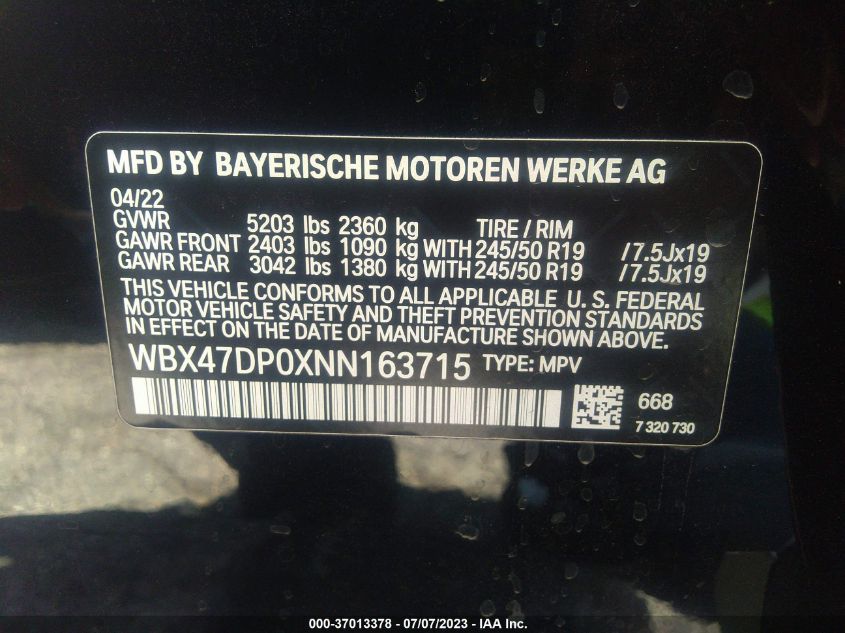 MFD BY BAYERISCHE MOTOREN WERKE AG
04/22
GVWR 5203 lbs 2360 kg TIRE / RIM
GAWR FRONT 2403 lbs 1090 kg WITH 245/50 R19 /7.5Jx19
GAWR REAR 3042 lbs 1380 kg WITH 245/50 R19 /7.5Jx19
THIS VEHICLE CONFORMS TO ALL APPLICABLE U. S. FEDERAL
MOTOR VEHICLE SAFETY AND THEFT PREVENTION STANDARDS
IN EFFECT ON THE DATE OF MANUFACTURE SHOWN ABOVE.
WBX47DP0XNN163715 TYPE: MPV
668
7 320 730
000-37013378 - 07/07/2023 - IAA Inc.